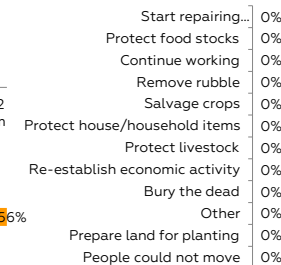 Start repairing... 0%
Protect food stocks 0%
Continue working 0%
Remove rubble 0%
2
Salvage crops 0%
Protect house/household items 0%
Protect livestock 0%
Re-establish economic activity 0%
Bury the dead 0%
56%
Other 0%
Prepare land for planting 0%
People could not move 0%